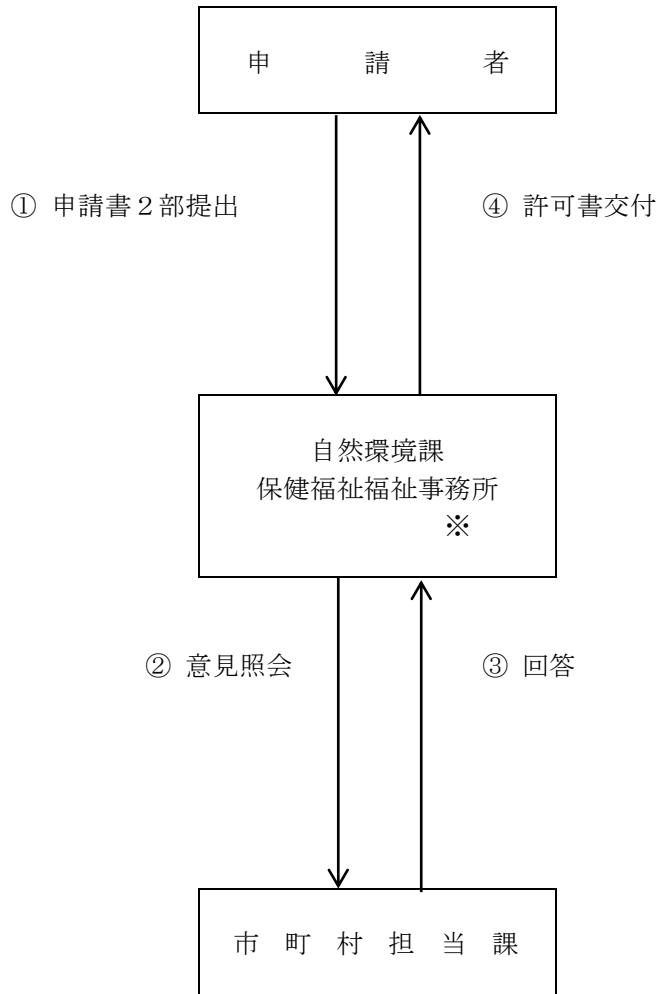 申請者
① 申請書２部提出
④ 許可書交付
自然環境課
保健福祉福祉事務所
※
② 意見照会
③ 回答
市町村担当課